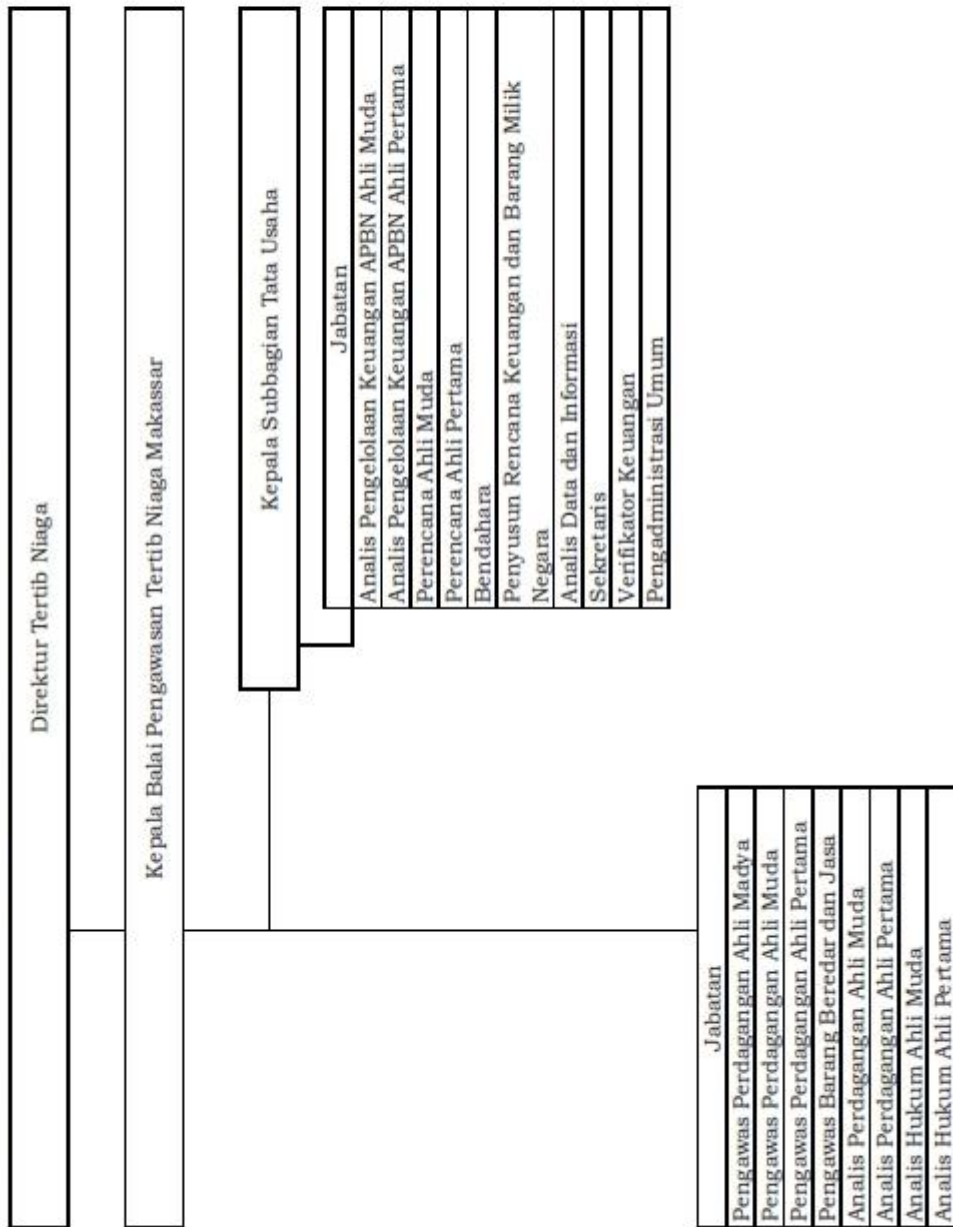 Direktur Tertib Niaga
Kepala Balai Pengawasan Tertib Niaga Makassar
Kepala Subbagian Tata Usaha
Jabatan
Analis Pengelolaan Keuangan APBN Ahli Muda
Analis Pengelolaan Keuangan APBN Ahli Pertama
Perencana Ahli Muda
Perencana Ahli Pertama
Bendahara
Penyusun Rencana Keuangan dan Barang Milik
Negara
Analis Data dan Informasi
Sekretaris
Verifikator Keuangan
Pengadministrasi Umum
Jabatan
Pengawas Perdagangan Ahli Madya
Pengawas Perdagangan Ahli Muda
Pengawas Perdagangan Ahli Pertama
Pengawas Barang Beredar dan Jasa
Analis Perdagangan Ahli Muda
Analis Perdagangan Ahli Pertama
Analis Hukum Ahli Muda
Analis Hukum Ahli Pertama